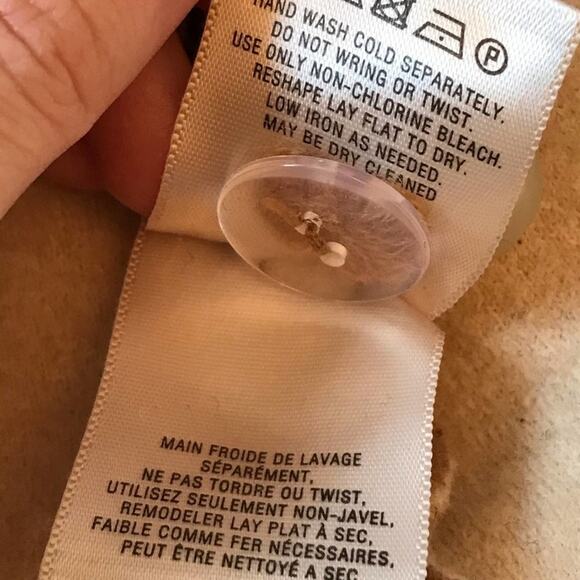 P
HAND WASH COLD SEPARATELY.
DO NOT WRING OR TWIST.
USE ONLY NON-CHLORINE BLEACH.
RESHAPE LAY FLAT TO DRY.
LOW IRON AS NEEDED.
MAY BE DRY CLEANED
MAIN FROIDE DE LAVAGE
SÉPARÉMENT,
NE PAS TORDRE OU TWIST,
UTILISEZ SEULEMENT NON-JAVEL,
REMODELER LAY PLAT À SEC,
FAIBLE COMME FER NÉCESSAIRES,
PEUT ÊTRE NETTOYÉ A SEC